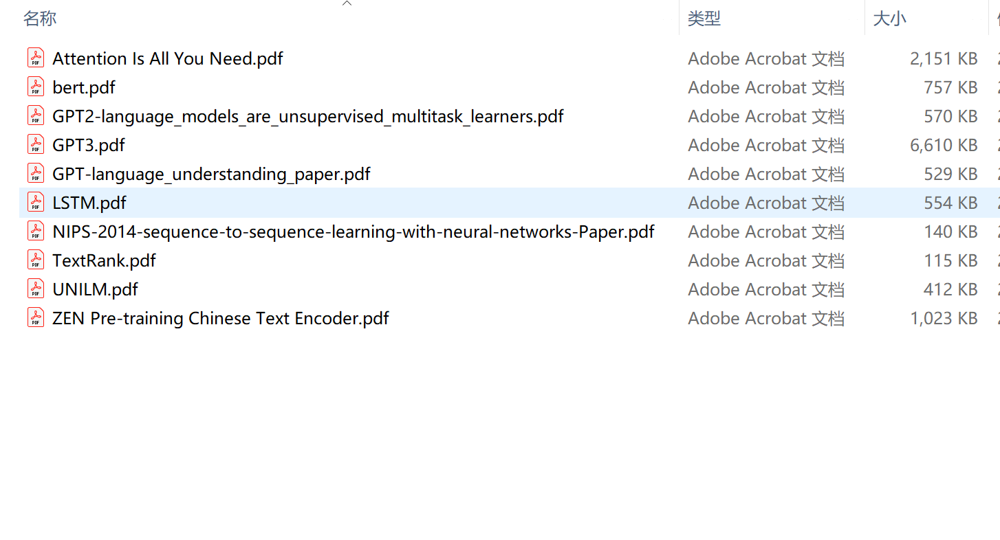 名称 类型 大小
Attention Is All You Need.pdf Adobe Acrobat 文档 2,151 KB
bert.pdf Adobe Acrobat 文档 757 KB
GPT2-language_models_are_unsupervised_multitask_learners.pdf Adobe Acrobat 文档 570 KB
GPT3.pdf Adobe Acrobat 文档 6,610 KB
GPT-language_understanding_paper.pdf Adobe Acrobat 文档 529 KB
LSTM.pdf Adobe Acrobat 文档 554 KB
NIPS-2014-sequence-to-sequence-learning-with-neural-networks-Paper.pdf Adobe Acrobat 文档 140 KB
TextRank.pdf Adobe Acrobat 文档 115 KB
UNILM.pdf Adobe Acrobat 文档 412 KB
ZEN Pre-training Chinese Text Encoder.pdf Adobe Acrobat 文档 1,023 KB